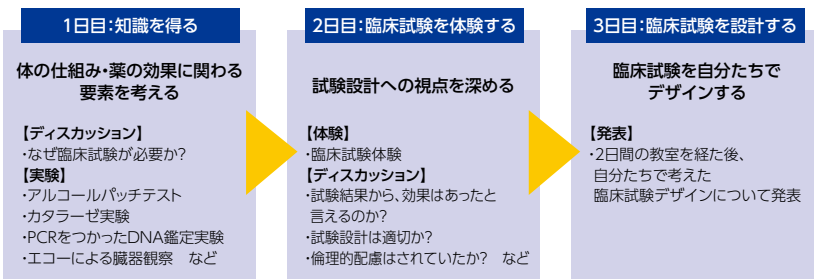 1日目：知識を得る
体の仕組み・薬の効果に関わる
要素を考える
【ディスカッション】
・なぜ臨床試験が必要か？
【実験】
・アルコールパッチテスト
・カタラーゼ実験
・PCRをつかったDNA鑑定実験
・エコーによる臓器観察　など
2日目：臨床試験を体験する
試験設計への視点を深める
【体験】
・臨床試験体験
【ディスカッション】
・試験結果から、効果はあったと
言えるのか？
・試験設計は適切か？
・倫理的配慮はされていたか？　など
3日目：臨床試験を設計する
臨床試験を自分たちで
デザインする
【発表】
・2日間の教室を経た後、
自分たちで考えた
臨床試験デザインについて発表